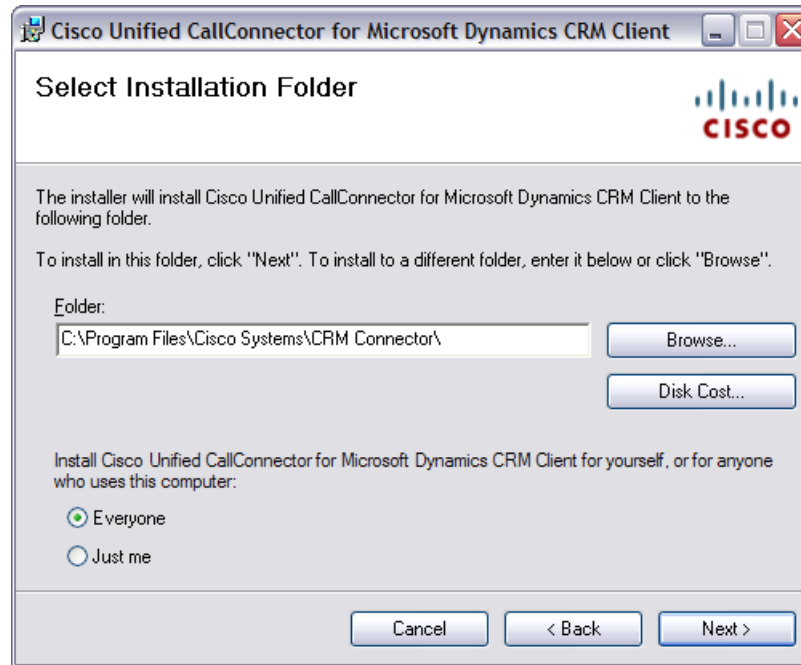 Cisco Unified CallConnector for Microsoft Dynamics CRM Client
Select Installation Folder
CISCO
The installer will install Cisco Unified CallConnector for Microsoft Dynamics CRM Client to the
following folder.
To install in this folder, click "Next". To install to a different folder, enter it below or click "Browse".
Folder:
C:\Program Files\Cisco Systems\CRM Connector\
Browse...
Disk Cost...
Install Cisco Unified CallConnector for Microsoft Dynamics CRM Client for yourself, or for anyone
who uses this computer:
Everyone
Just me
Cancel
< Back
Next >